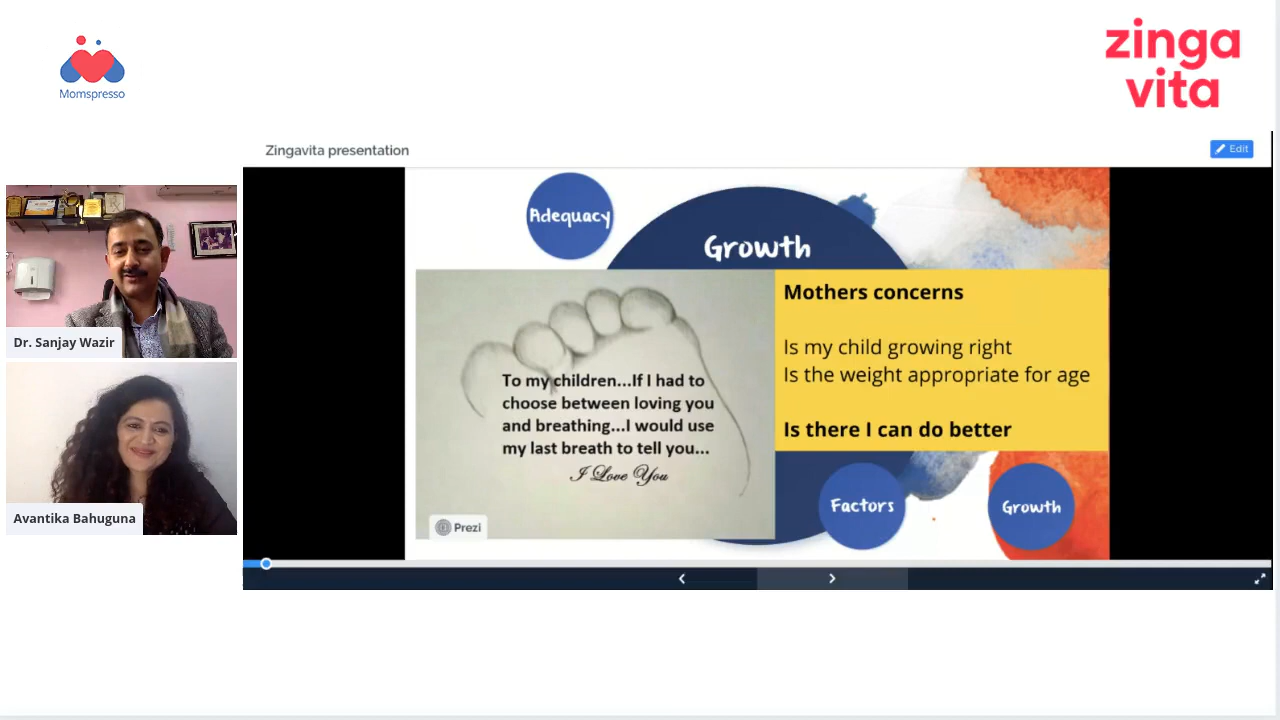 Momspresso
zinga
vita
Zingavita presentation
Edit
Dr. Sanjay Wazir
Avantika Bahuguna
Adequacy
Growth
To my children...If I had to
choose between loving you
and breathing...I would use
my last breath to tell you...
I Love You
Prezi
Mothers concerns
Is my child growing right
Is the weight appropriate for age
Is there I can do better
Factors
Growth